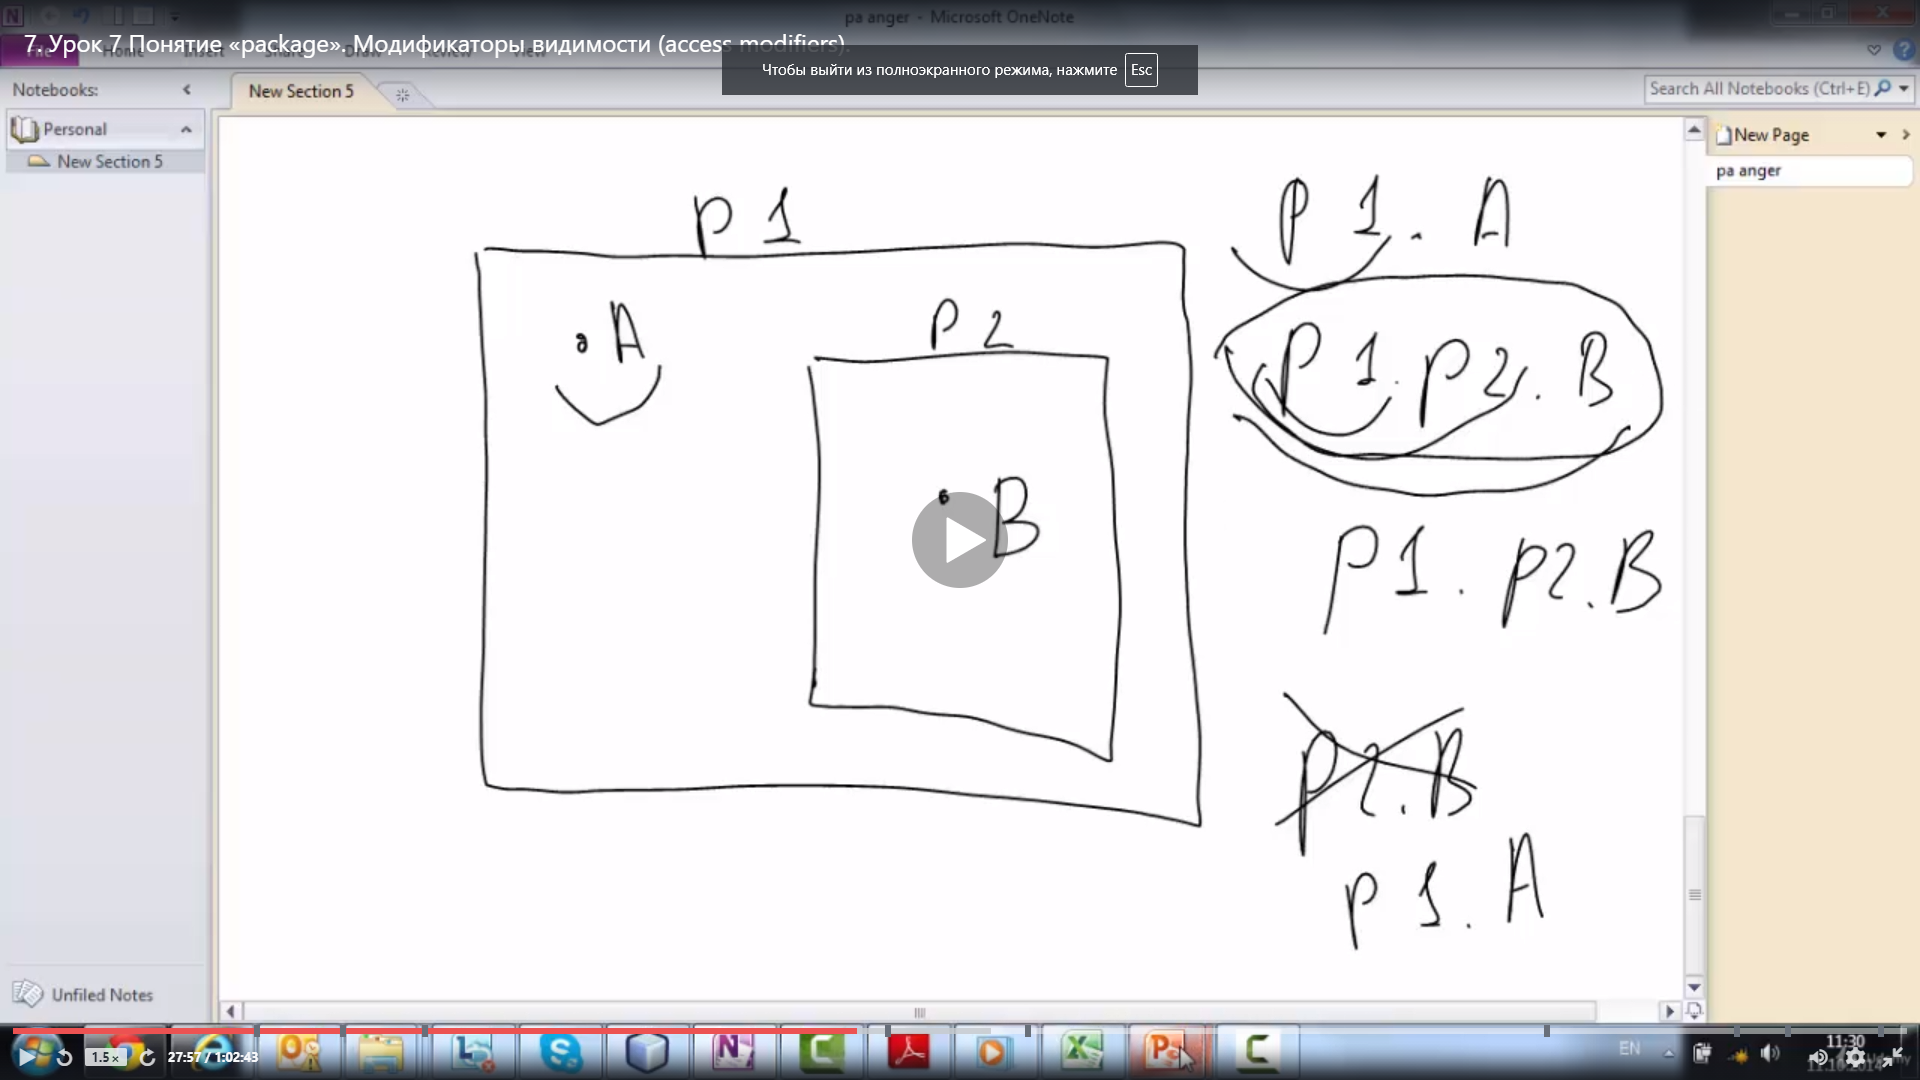 pa anger - Microsoft OneNote
7. Урок 7.Понятие «package». Модификаторы видимости (access modifiers).
Чтобы выйти из полноэкранного режима, нажмите Esc
Notebooks:
New Section 5
Search All Notebooks (Ctrl+E)
Personal
New Page
New Section 5
pa anger
P 1
P 1. A
A
P 2
P 1. P 2. B
B
P1. P2. B
P2. B
P 1. A
Unfiled Notes
1.5×
27:57 / 1:02:43
EN
11:30